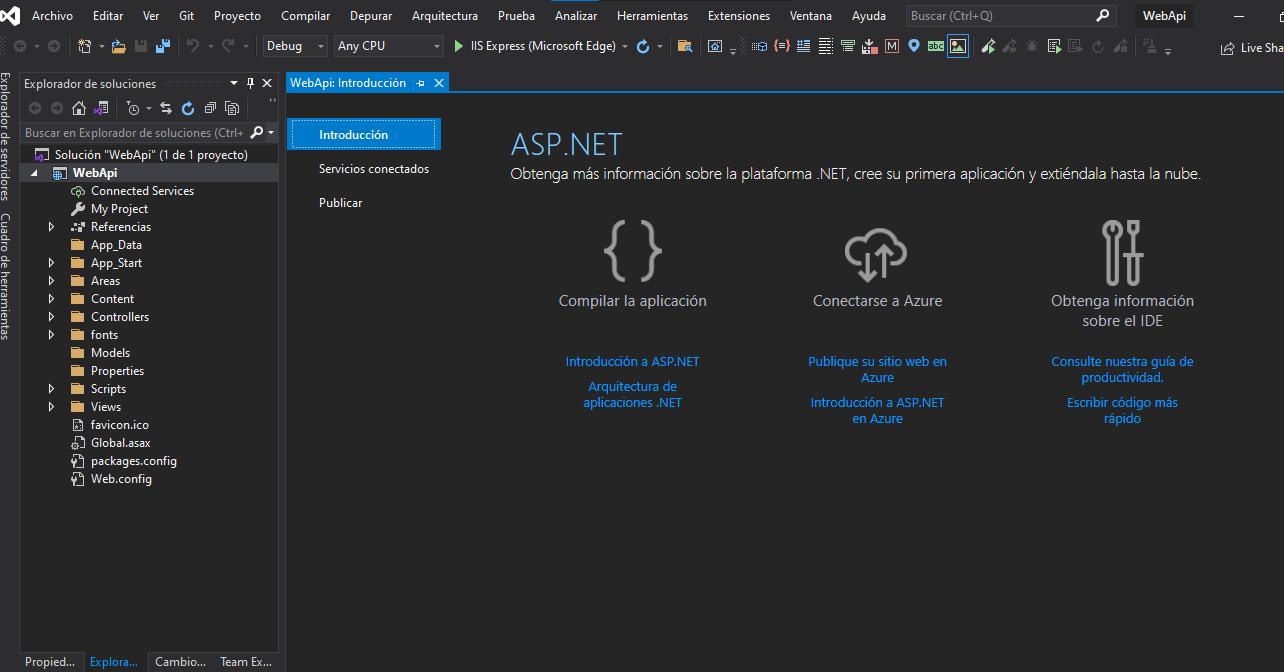 Archivo Editar Ver Git Proyecto Compilar Depurar Arquitectura Prueba Analizar Herramientas Extensiones Ventana Ayuda Buscar (Ctrl+Q) WebApi
Debug Any CPU IIS Express (Microsoft Edge) Live Sha
Explorador de servidores
Cuadro de herramientas
Explorador de soluciones
Buscar en Explorador de soluciones (Ctrl+
Solución "WebApi" (1 de 1 proyecto)
WebApi
Connected Services
My Project
Referencias
App_Data
App_Start
Areas
Content
Controllers
fonts
Models
Properties
Scripts
Views
favicon.ico
Global.asax
packages.config
Web.config
Propied... Explora... Cambio... Team Ex...
WebApi: Introducción
Introducción
Servicios conectados
Publicar
ASP.NET
Obtenga más información sobre la plataforma .NET, cree su primera aplicación y extiéndala hasta la nube.
Compilar la aplicación
Introducción a ASP.NET
Arquitectura de
aplicaciones .NET
Conectarse a Azure
Publique su sitio web en
Azure
Introducción a ASP.NET
en Azure
Obtenga información
sobre el IDE
Consulte nuestra guía de
productividad.
Escribir código más
rápido